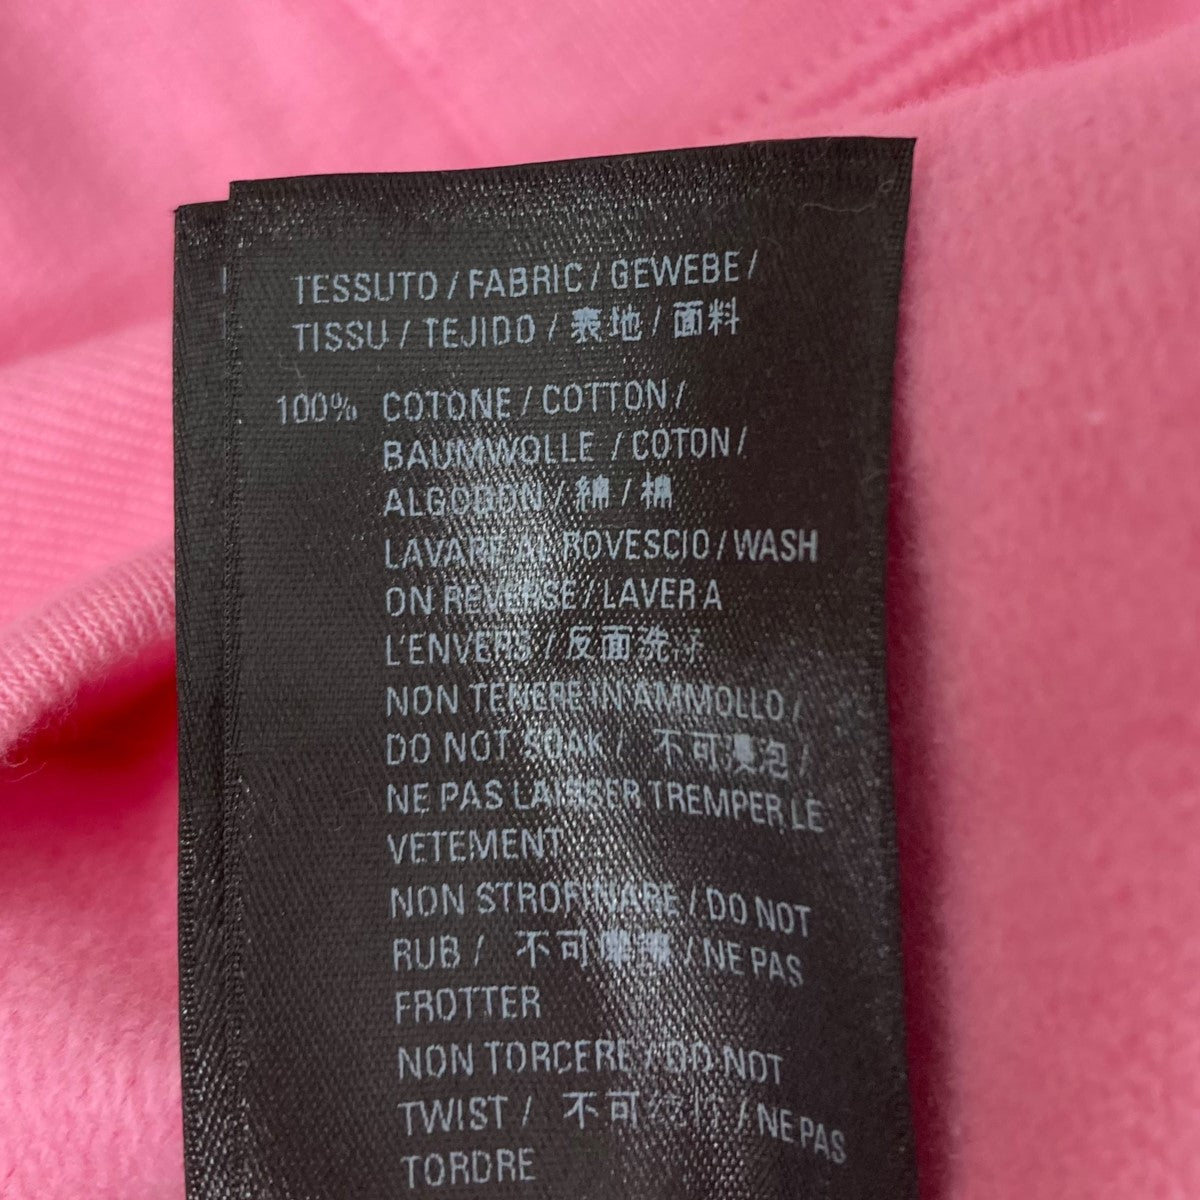 TESSUTO / FABRIC / GEWEBE /
TISSU / TEJIDO / 表地 / 面料
100% COTONE / COTTON /
BAUMWOLLE / COTON /
ALGODON / 綿 / 棉
LAVARE AL ROVESCIO / WASH
ON REVERSE / LAVER A
L'ENVERS / 反面洗涤
NON TENERE IN AMMOLLO /
DO NOT SOAK / 不可浸泡 /
NE PAS LAISSER TREMPER LE
VETEMENT
NON STROFINARE / DO NOT
RUB / 不可摩擦 / NE PAS
FROTTER
NON TORCERE / DO NOT
TWIST / 不可 / NE PAS
TORDRE